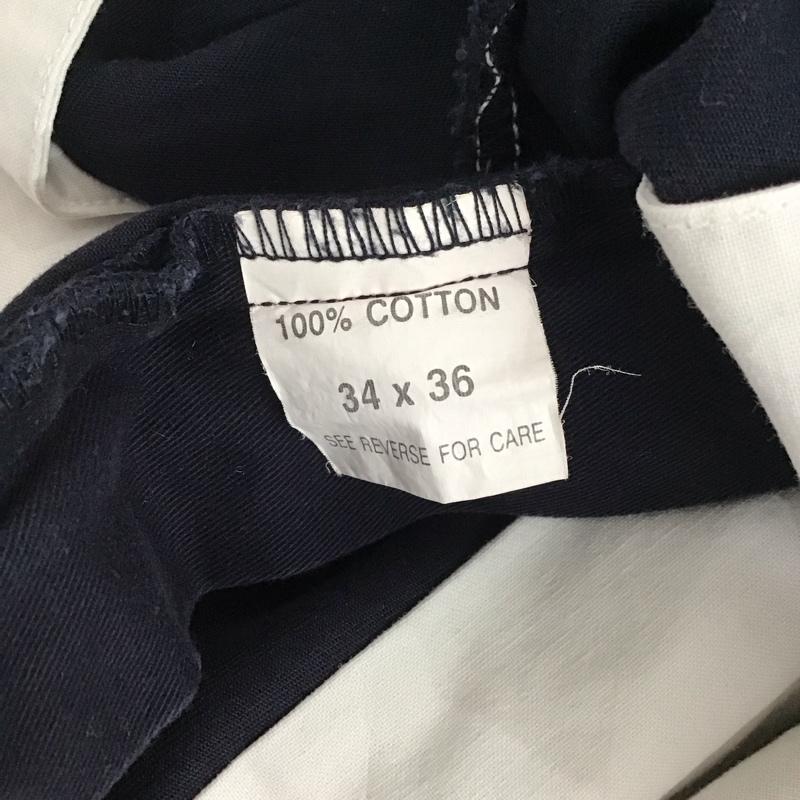 100% COTTON
34 x 36
SEE REVERSE FOR CARE